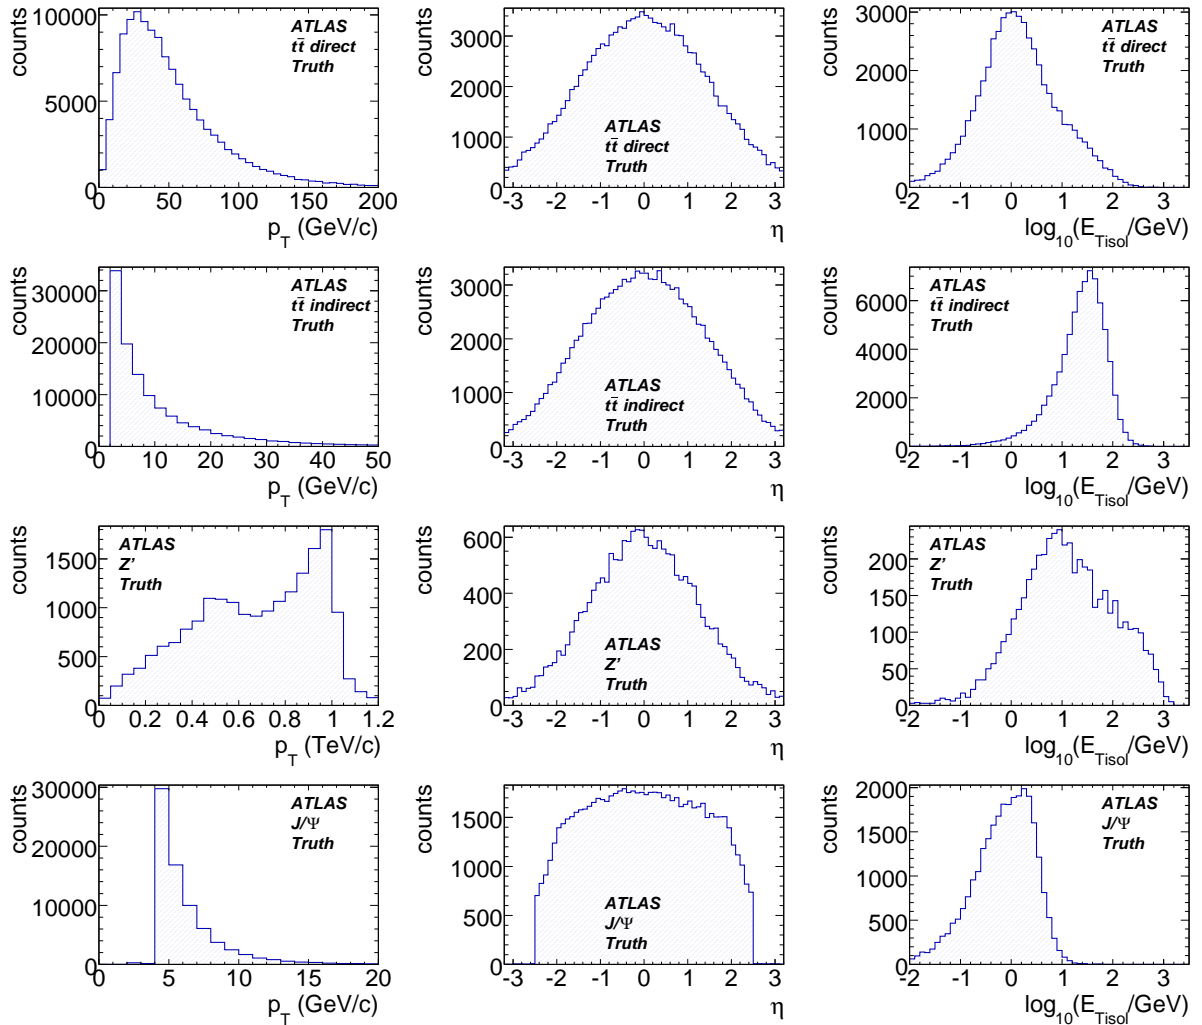 counts
10000
5000
0
ATLAS
tt̄ direct
Truth
0 50 100 150 200
p_T (GeV/c)
counts
3000
2000
1000
0
ATLAS
tt̄ direct
Truth
-3 -2 -1 0 1 2 3
η
counts
3000
2000
1000
0
ATLAS
tt̄ direct
Truth
-2 -1 0 1 2 3
log₁₀(E_Tisol/GeV)
counts
30000
20000
10000
0
ATLAS
tt̄ indirect
Truth
0 10 20 30 40 50
p_T (GeV/c)
counts
3000
2000
1000
0
ATLAS
tt̄ indirect
Truth
-3 -2 -1 0 1 2 3
η
counts
6000
4000
2000
0
ATLAS
tt̄ indirect
Truth
-2 -1 0 1 2 3
log₁₀(E_Tisol/GeV)
counts
1500
1000
500
0
ATLAS
Z'
Truth
0 0.2 0.4 0.6 0.8 1 1.2
p_T (TeV/c)
counts
600
400
200
0
ATLAS
Z'
Truth
-3 -2 -1 0 1 2 3
η
counts
200
150
100
50
0
ATLAS
Z'
Truth
-2 -1 0 1 2 3
log₁₀(E_Tisol/GeV)
counts
30000
20000
10000
0
ATLAS
J/Ψ
Truth
0 5 10 15 20
p_T (GeV/c)
counts
1500
1000
500
0
ATLAS
J/Ψ
Truth
-3 -2 -1 0 1 2 3
η
counts
2000
1500
1000
500
0
ATLAS
J/Ψ
Truth
-2 -1 0 1 2 3
log₁₀(E_Tisol/GeV)